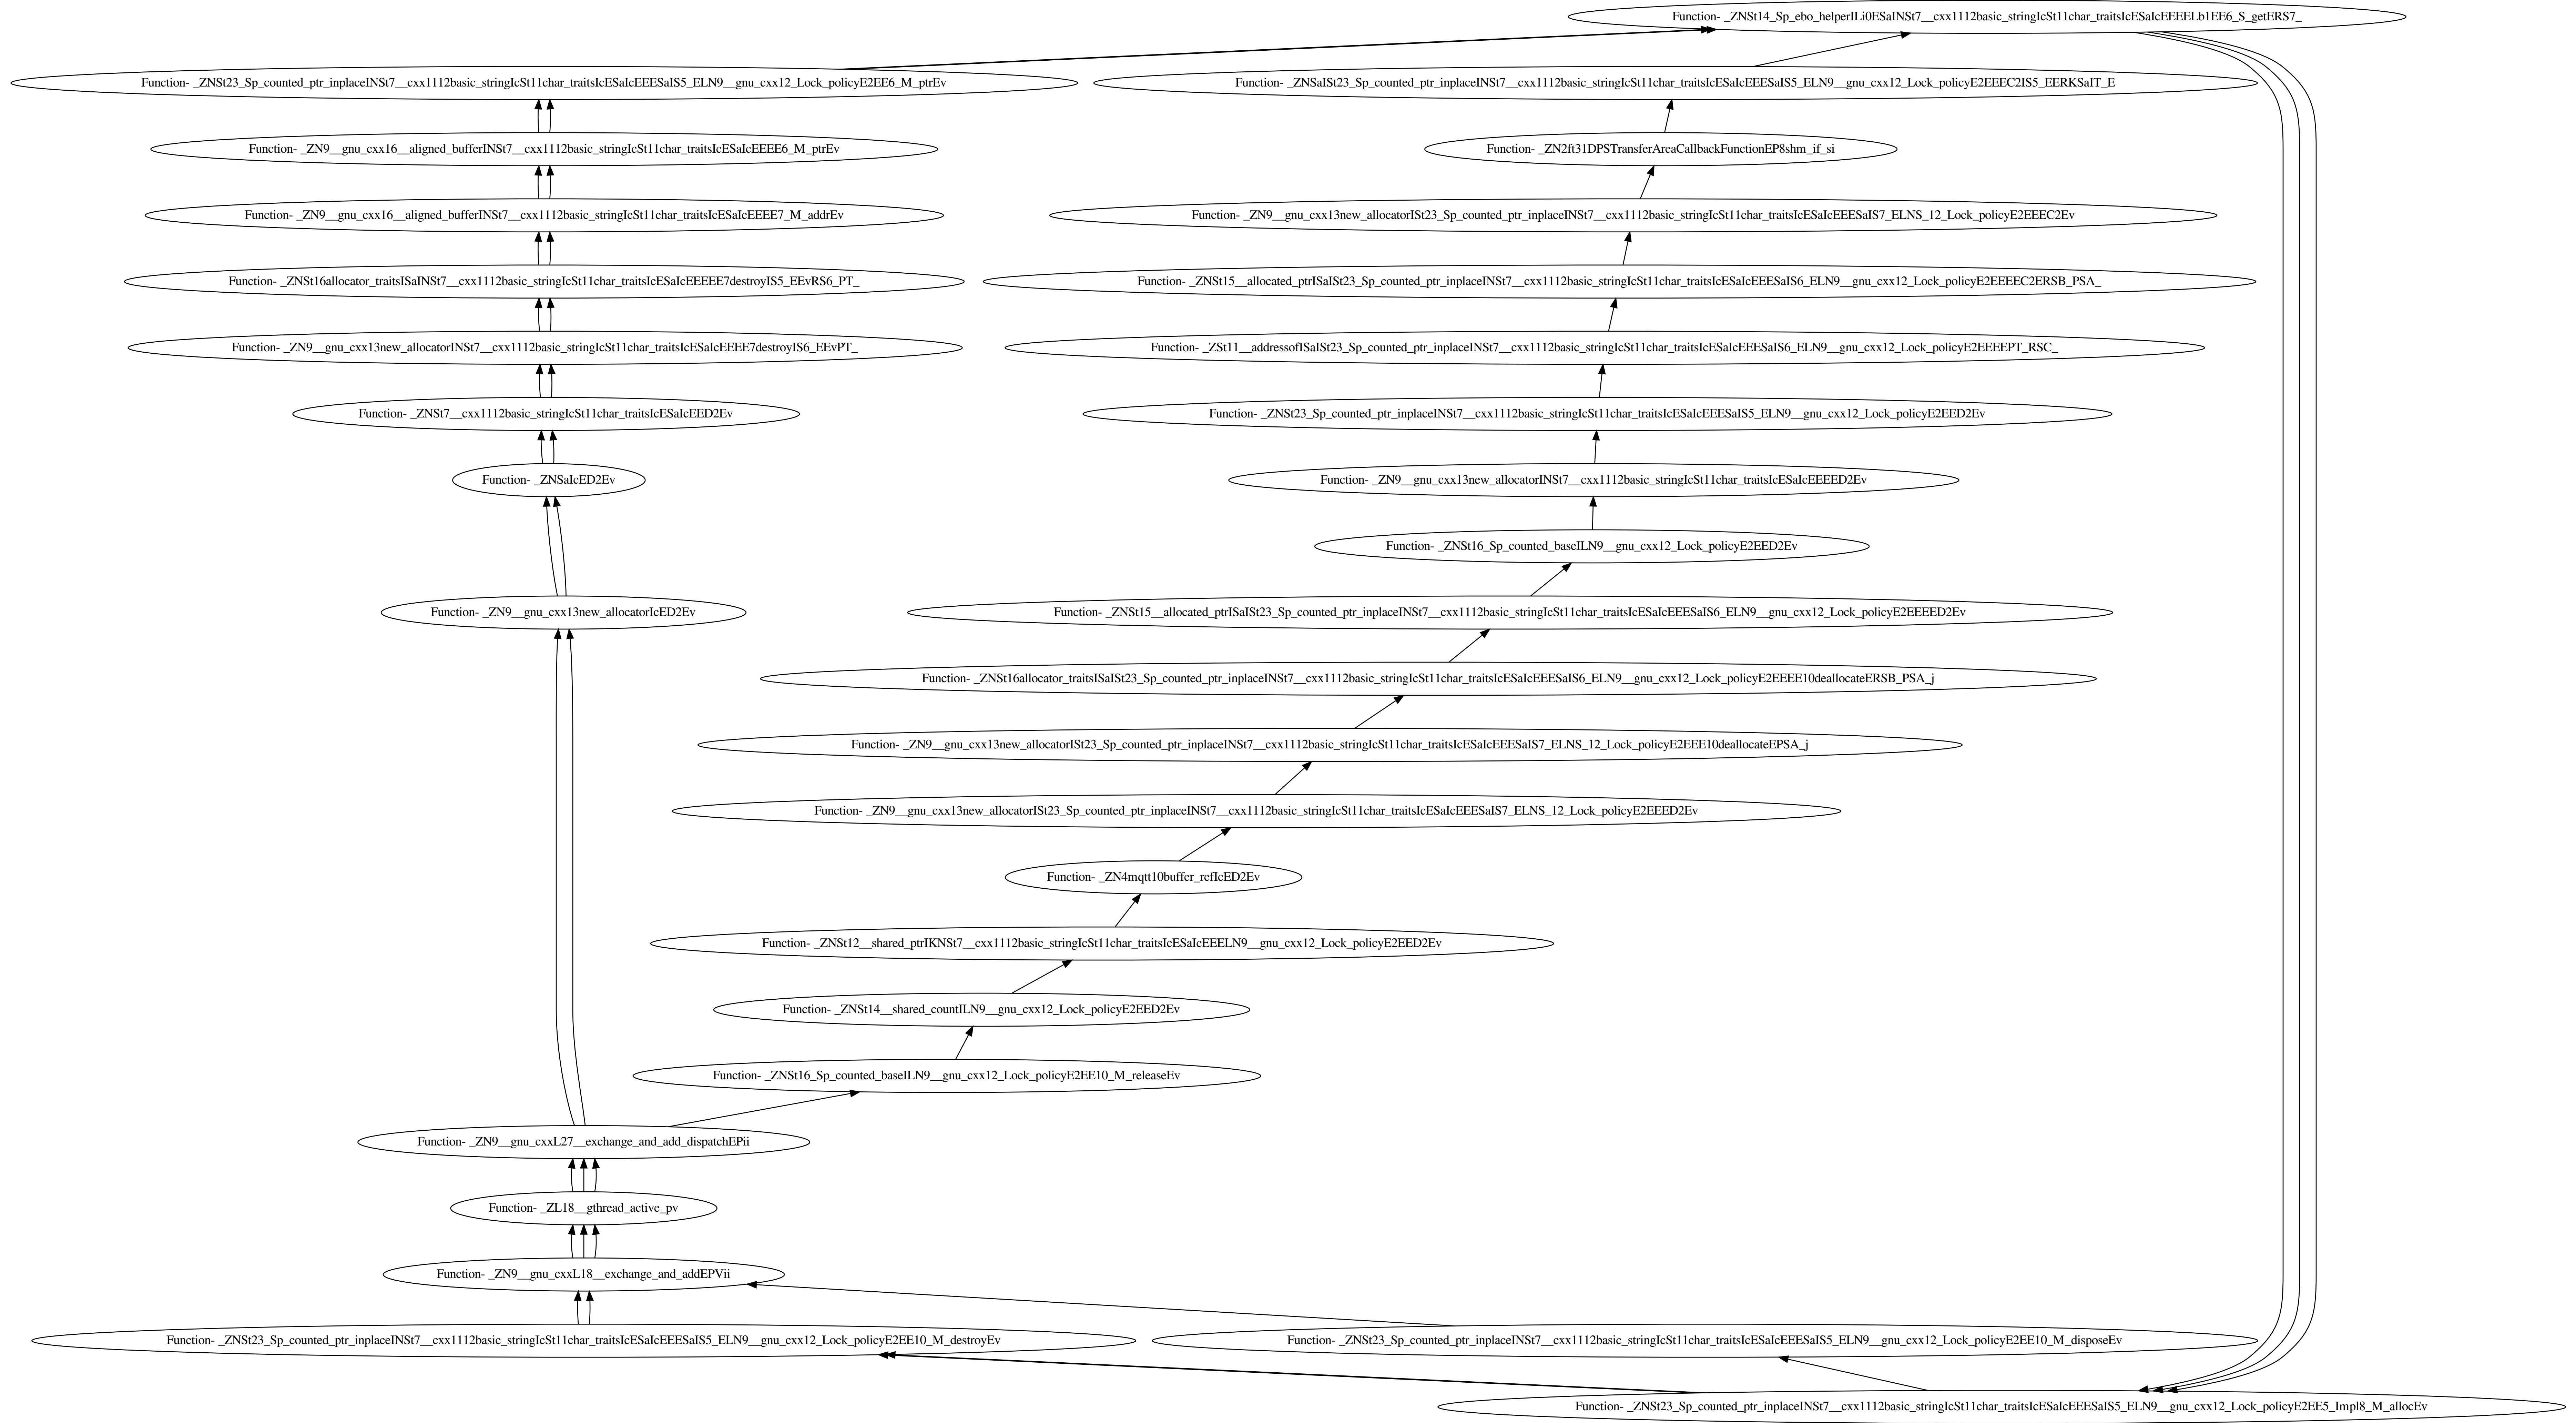 Function- _ZNSt14_Sp_ebo_helperILi0ESaINSt7__cxx1112basic_stringIcSt11char_traitsIcESaIcEEEELb1EE6_S_getERS7_
Function- _ZNSt23_Sp_counted_ptr_inplaceINSt7__cxx1112basic_stringIcSt11char_traitsIcESaIcEEESaIS5_ELN9__gnu_cxx12_Lock_policyE2EE6_M_ptrEv
Function- _ZNSaISt23_Sp_counted_ptr_inplaceINSt7__cxx1112basic_stringIcSt11char_traitsIcESaIcEEESaIS5_ELN9__gnu_cxx12_Lock_policyE2EEEC2IS5_EERKSaIT_E
Function- _ZN9__gnu_cxx16__aligned_bufferINSt7__cxx1112basic_stringIcSt11char_traitsIcESaIcEEEE6_M_ptrEv
Function- _ZN2ft31DPSTransferAreaCallbackFunctionEP8shm_if_si
Function- _ZN9__gnu_cxx16__aligned_bufferINSt7__cxx1112basic_stringIcSt11char_traitsIcESaIcEEEE7_M_addrEv
Function- _ZN9__gnu_cxx13new_allocatorISt23_Sp_counted_ptr_inplaceINSt7__cxx1112basic_stringIcSt11char_traitsIcESaIcEEESaIS7_ELNS_12_Lock_policyE2EEEC2Ev
Function- _ZNSt16allocator_traitsISaINSt7__cxx1112basic_stringIcSt11char_traitsIcESaIcEEEEE7destroyIS5_EEvRS6_PT_
Function- _ZNSt15__allocated_ptrISaISt23_Sp_counted_ptr_inplaceINSt7__cxx1112basic_stringIcSt11char_traitsIcESaIcEEESaIS6_ELN9__gnu_cxx12_Lock_policyE2EEEEC2ERSB_PSA_
Function- _ZN9__gnu_cxx13new_allocatorINSt7__cxx1112basic_stringIcSt11char_traitsIcESaIcEEEE7destroyIS6_EEvPT_
Function- _ZSt11__addressofISaISt23_Sp_counted_ptr_inplaceINSt7__cxx1112basic_stringIcSt11char_traitsIcESaIcEEESaIS6_ELN9__gnu_cxx12_Lock_policyE2EEEEPT_RSC_
Function- _ZNSt7__cxx1112basic_stringIcSt11char_traitsIcESaIcEED2Ev
Function- _ZNSt23_Sp_counted_ptr_inplaceINSt7__cxx1112basic_stringIcSt11char_traitsIcESaIcEEESaIS5_ELN9__gnu_cxx12_Lock_policyE2EED2Ev
Function- _ZNSaIcED2Ev
Function- _ZN9__gnu_cxx13new_allocatorINSt7__cxx1112basic_stringIcSt11char_traitsIcESaIcEEEED2Ev
Function- _ZNSt16_Sp_counted_baseILN9__gnu_cxx12_Lock_policyE2EED2Ev
Function- _ZN9__gnu_cxx13new_allocatorIcED2Ev
Function- _ZNSt15__allocated_ptrISaISt23_Sp_counted_ptr_inplaceINSt7__cxx1112basic_stringIcSt11char_traitsIcESaIcEEESaIS6_ELN9__gnu_cxx12_Lock_policyE2EEEED2Ev
Function- _ZNSt16allocator_traitsISaISt23_Sp_counted_ptr_inplaceINSt7__cxx1112basic_stringIcSt11char_traitsIcESaIcEEESaIS6_ELN9__gnu_cxx12_Lock_policyE2EEEE10deallocateERSB_PSA_j
Function- _ZN9__gnu_cxx13new_allocatorISt23_Sp_counted_ptr_inplaceINSt7__cxx1112basic_stringIcSt11char_traitsIcESaIcEEESaIS7_ELNS_12_Lock_policyE2EEE10deallocateEPSA_j
Function- _ZN9__gnu_cxx13new_allocatorISt23_Sp_counted_ptr_inplaceINSt7__cxx1112basic_stringIcSt11char_traitsIcESaIcEEESaIS7_ELNS_12_Lock_policyE2EEED2Ev
Function- _ZN4mqtt10buffer_refIcED2Ev
Function- _ZNSt12__shared_ptrIKNSt7__cxx1112basic_stringIcSt11char_traitsIcESaIcEEELN9__gnu_cxx12_Lock_policyE2EED2Ev
Function- _ZNSt14__shared_countILN9__gnu_cxx12_Lock_policyE2EED2Ev
Function- _ZNSt16_Sp_counted_baseILN9__gnu_cxx12_Lock_policyE2EE10_M_releaseEv
Function- _ZN9__gnu_cxxL27__exchange_and_add_dispatchEPii
Function- _ZL18__gthread_active_pv
Function- _ZN9__gnu_cxxL18__exchange_and_addEPVii
Function- _ZNSt23_Sp_counted_ptr_inplaceINSt7__cxx1112basic_stringIcSt11char_traitsIcESaIcEEESaIS5_ELN9__gnu_cxx12_Lock_policyE2EE10_M_destroyEv
Function- _ZNSt23_Sp_counted_ptr_inplaceINSt7__cxx1112basic_stringIcSt11char_traitsIcESaIcEEESaIS5_ELN9__gnu_cxx12_Lock_policyE2EE10_M_disposeEv
Function- _ZNSt23_Sp_counted_ptr_inplaceINSt7__cxx1112basic_stringIcSt11char_traitsIcESaIcEEESaIS5_ELN9__gnu_cxx12_Lock_policyE2EE5_Impl8_M_allocEv